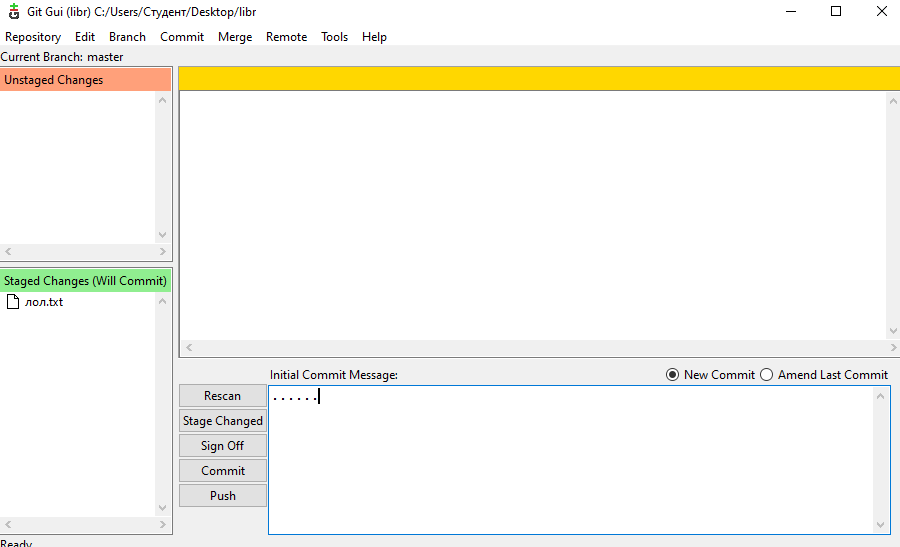 Git Gui (libr) C:/Users/Студент/Desktop/libr
Repository Edit Branch Commit Merge Remote Tools Help
Current Branch: master
Unstaged Changes
Staged Changes (Will Commit)
лол.txt
Initial Commit Message:
New Commit
Amend Last Commit
......
Rescan
Stage Changed
Sign Off
Commit
Push
Ready